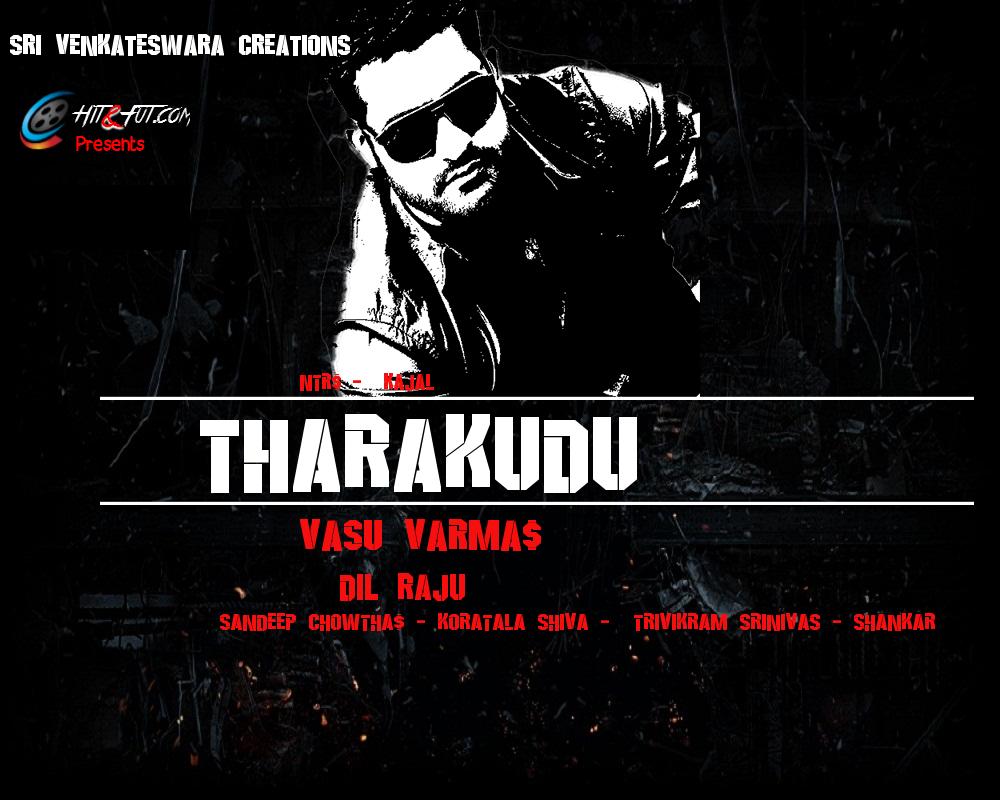 SRI VENKATESWARA CREATIONS
HIT&FUT.COM
Presents
NTR$ - KAJAL
THARAKUDU
VASU VARMA$
DIL RAJU
SANDEEP CHOWTHA$ - KORATALA SHIVA - TRIVIKRAM SRINIVAS - SHANKAR